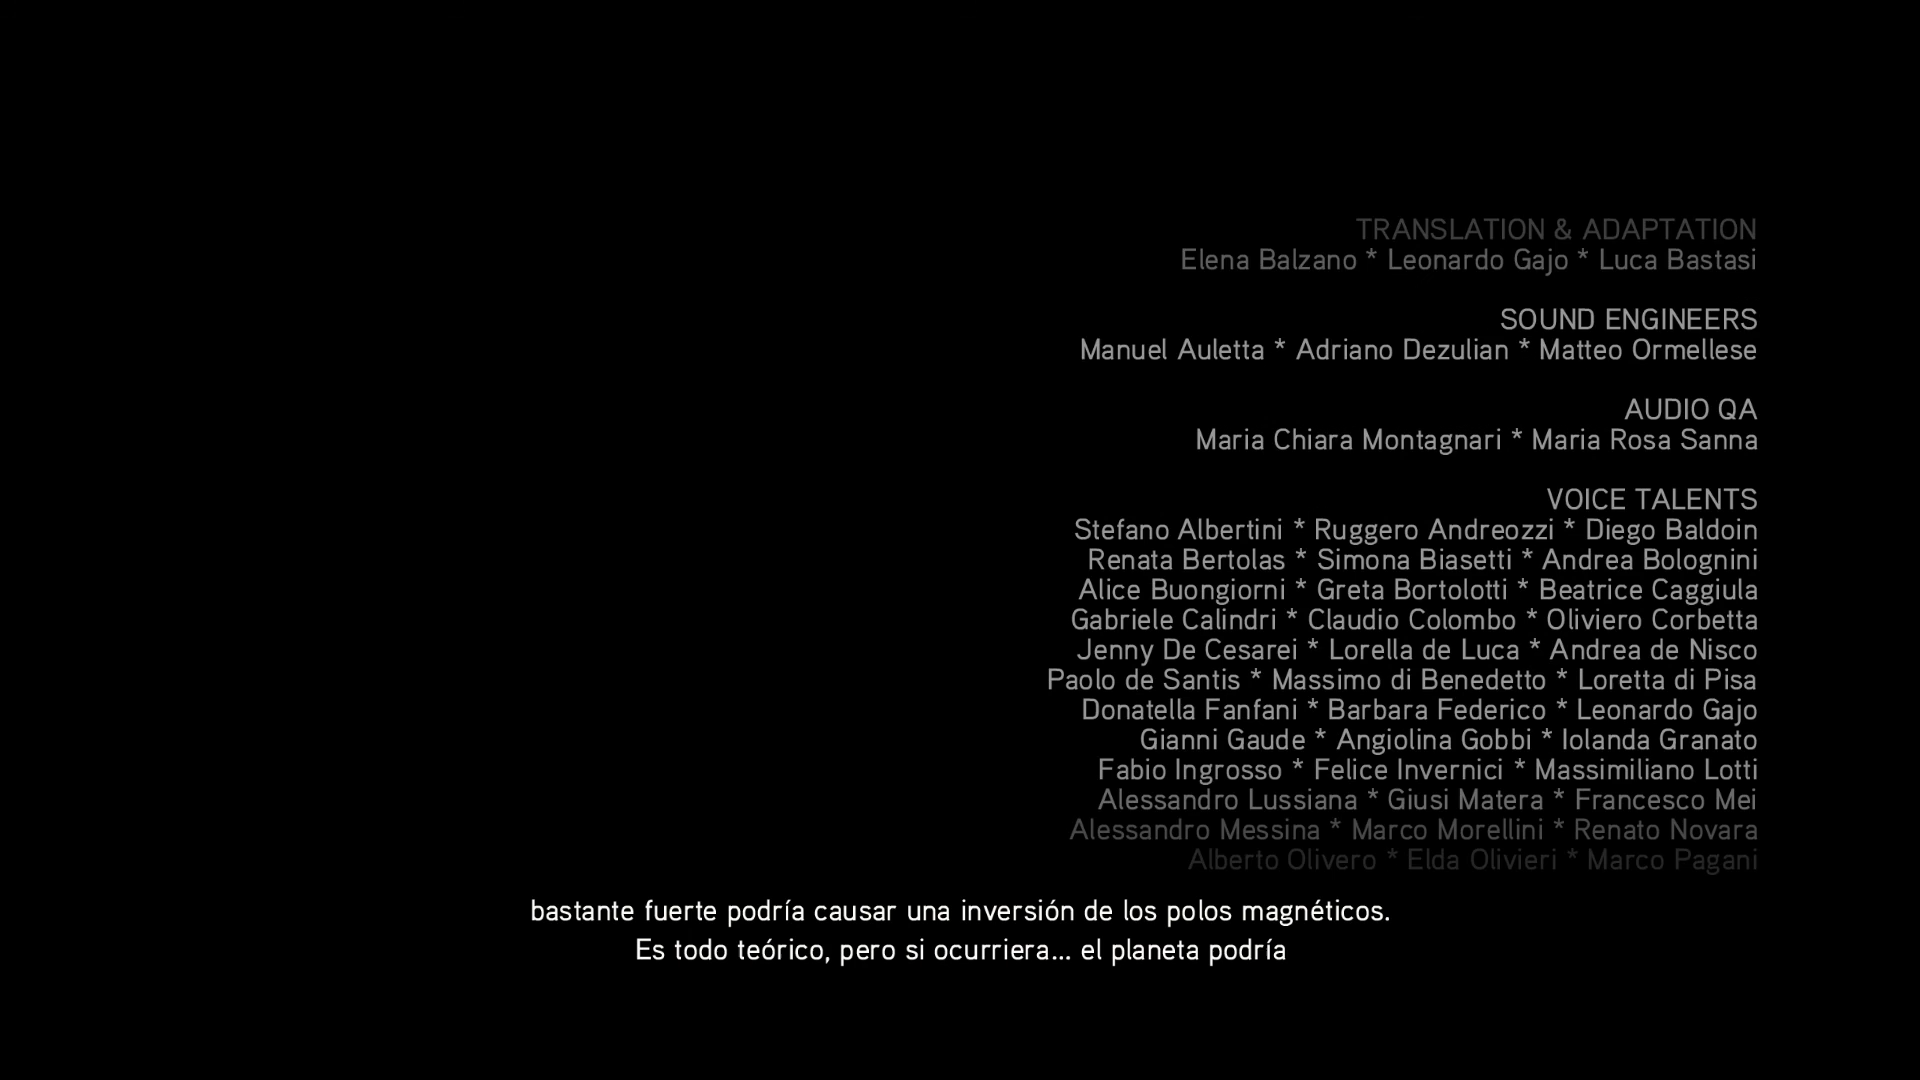 TRANSLATION & ADAPTATION
Elena Balzano * Leonardo Gajo * Luca Bastasi
SOUND ENGINEERS
Manuel Auletta * Adriano Dezulian * Matteo Ormellese
AUDIO QA
Maria Chiara Montagnari * Maria Rosa Sanna
VOICE TALENTS
Stefano Albertini * Ruggero Andreozzi * Diego Baldoin
Renata Bertolas * Simona Biasetti * Andrea Bolognini
Alice Buongiorni * Greta Bortolotti * Beatrice Caggiula
Gabriele Calindri * Claudio Colombo * Oliviero Corbetta
Jenny De Cesarei * Lorella de Luca * Andrea de Nisco
Paolo de Santis * Massimo di Benedetto * Loretta di Pisa
Donatella Fanfani * Barbara Federico * Leonardo Gajo
Gianni Gaude * Angiolina Gobbi * Iolanda Granato
Fabio Ingrosso * Felice Invernici * Massimiliano Lotti
Alessandro Lussiana * Giusi Matera * Francesco Mei
Alessandro Messina * Marco Morellini * Renato Novara
Alberto Olivero * Elda Olivieri * Marco Pagani
bastante fuerte podría causar una inversión de los polos magnéticos.
Es todo teórico, pero si ocurriera... el planeta podría